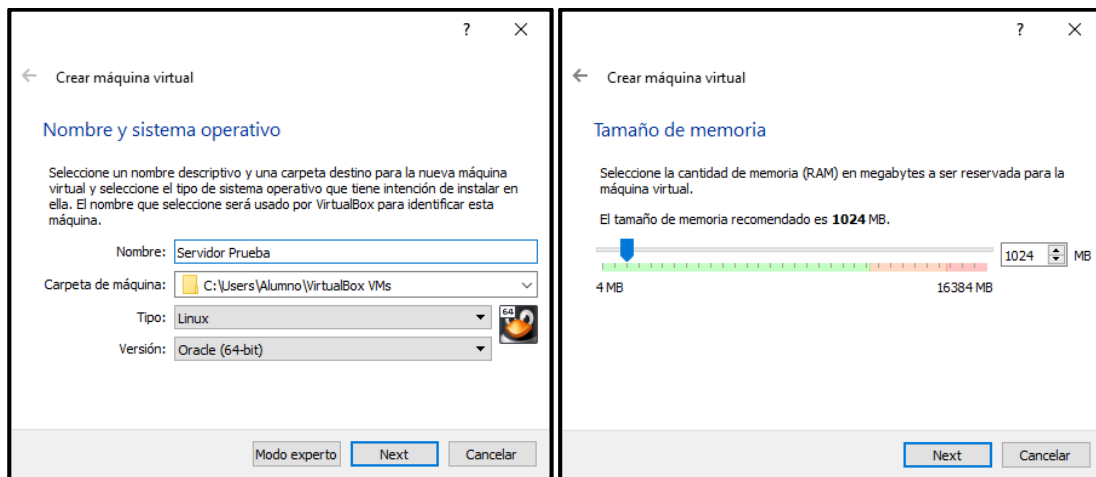 ?
Crear máquina virtual
Nombre y sistema operativo
Seleccione un nombre descriptivo y una carpeta destino para la nueva máquina
virtual y seleccione el tipo de sistema operativo que tiene intención de instalar en
ella. El nombre que seleccione será usado por VirtualBox para identificar esta
máquina.
Nombre: Servidor Prueba
Carpeta de máquina: C:\Users\Alumno\VirtualBox VMs
Tipo: Linux
64
Versión: Oracle (64-bit)
Modo experto Next Cancelar
?
Crear máquina virtual
Tamaño de memoria
Seleccione la cantidad de memoria (RAM) en megabytes a ser reservada para la
máquina virtual.
El tamaño de memoria recomendado es 1024 MB.
1024 MB
4 MB 16384 MB
Next Cancelar